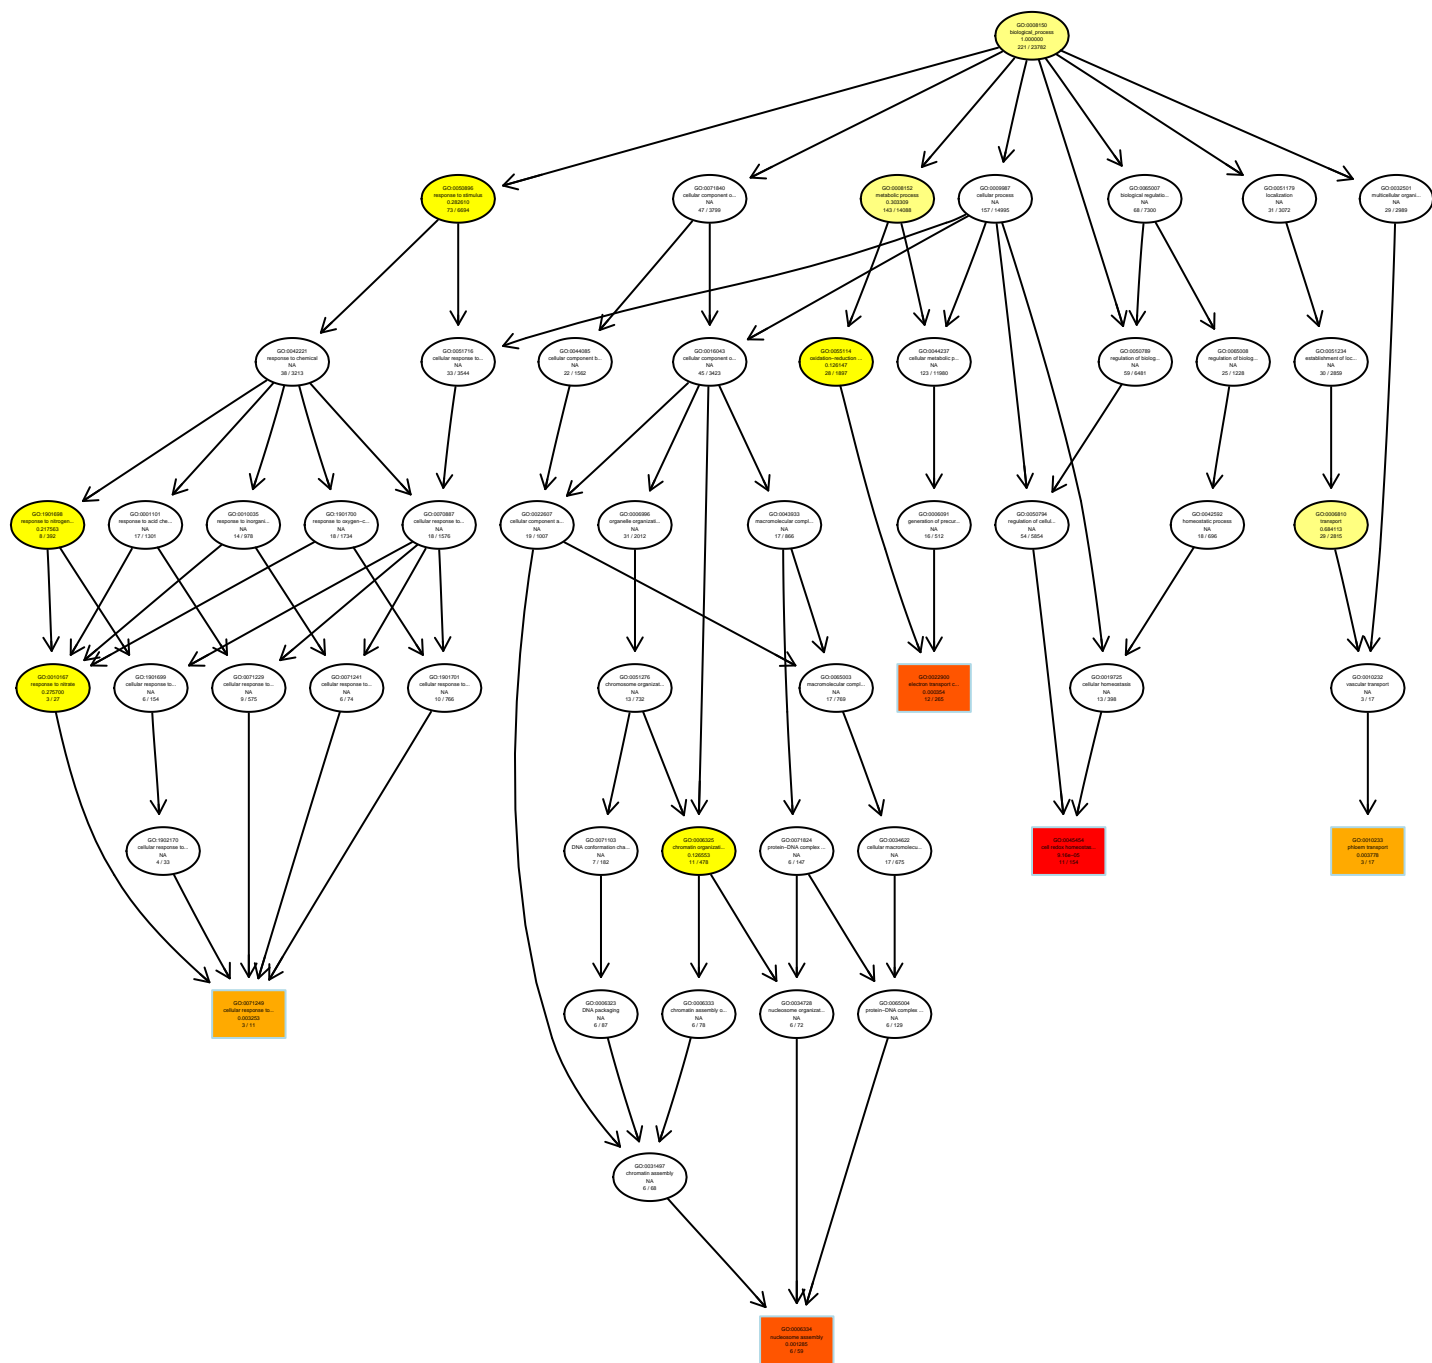 GO:0008150
biological_process
1.000000
221 / 23782
GO:0050896
response to stimulus
0.282610
73 / 6694
GO:0071840
cellular component o...
NA
47 / 3799
GO:0008152
metabolic process
0.303309
143 / 14088
GO:0009987
cellular process
NA
157 / 14995
GO:0065007
biological regulatio...
NA
68 / 7300
GO:0051179
localization
NA
31 / 3072
GO:0032501
multicellular organi...
NA
29 / 2989
GO:0042221
response to chemical
NA
38 / 3213
GO:0051716
cellular response to...
NA
33 / 3544
GO:0044085
cellular component b...
NA
22 / 1562
GO:0016043
cellular component o...
NA
45 / 3423
GO:0055114
oxidation−reduction ...
0.126147
28 / 1897
GO:0044237
cellular metabolic p...
NA
123 / 11980
GO:0050789
regulation of biolog...
NA
59 / 6481
GO:0065008
regulation of biolog...
NA
25 / 1228
GO:0051234
establishment of loc...
NA
30 / 2859
GO:1901698
response to nitrogen...
0.217563
8 / 392
GO:0001101
response to acid che...
NA
17 / 1301
GO:0010035
response to inorgani...
NA
14 / 978
GO:1901700
response to oxygen−c...
NA
18 / 1734
GO:0070887
cellular response to...
NA
18 / 1576
GO:0022607
cellular component a...
NA
19 / 1007
GO:0006996
organelle organizati...
NA
31 / 2012
GO:0043933
macromolecular compl...
NA
17 / 866
GO:0006091
generation of precur...
NA
16 / 512
GO:0050794
regulation of cellul...
NA
54 / 5854
GO:0042592
homeostatic process
NA
18 / 696
GO:0006810
transport
0.684113
29 / 2815
GO:0010167
response to nitrate
0.275700
3 / 27
GO:1901699
cellular response to...
NA
6 / 154
GO:0071229
cellular response to...
NA
9 / 575
GO:0071241
cellular response to...
NA
6 / 74
GO:1901701
cellular response to...
NA
10 / 766
GO:0051276
chromosome organizat...
NA
13 / 732
GO:0065003
macromolecular compl...
NA
17 / 769
GO:0022900
electron transport c...
0.000354
12 / 265
GO:0019725
cellular homeostasis
NA
13 / 398
GO:0010232
vascular transport
NA
3 / 17
GO:1902170
cellular response to...
NA
4 / 33
GO:0071103
DNA conformation cha...
NA
7 / 182
GO:0006325
chromatin organizati...
0.126553
11 / 478
GO:0071824
protein−DNA complex ...
NA
6 / 147
GO:0034622
cellular macromolecu...
NA
17 / 675
GO:0045454
cell redox homeostas...
11 / 154
GO:0010233
phloem transport
0.003778
3 / 17
GO:0071249
cellular response to...
0.003253
3 / 11
GO:0006323
DNA packaging
NA
6 / 87
GO:0006333
chromatin assembly o...
NA
6 / 78
GO:0034728
nucleosome organizat...
NA
6 / 72
GO:0065004
protein−DNA complex ...
NA
6 / 129
GO:0031497
chromatin assembly
NA
6 / 68
GO:0006334
nucleosome assembly
0.001285
6 / 59